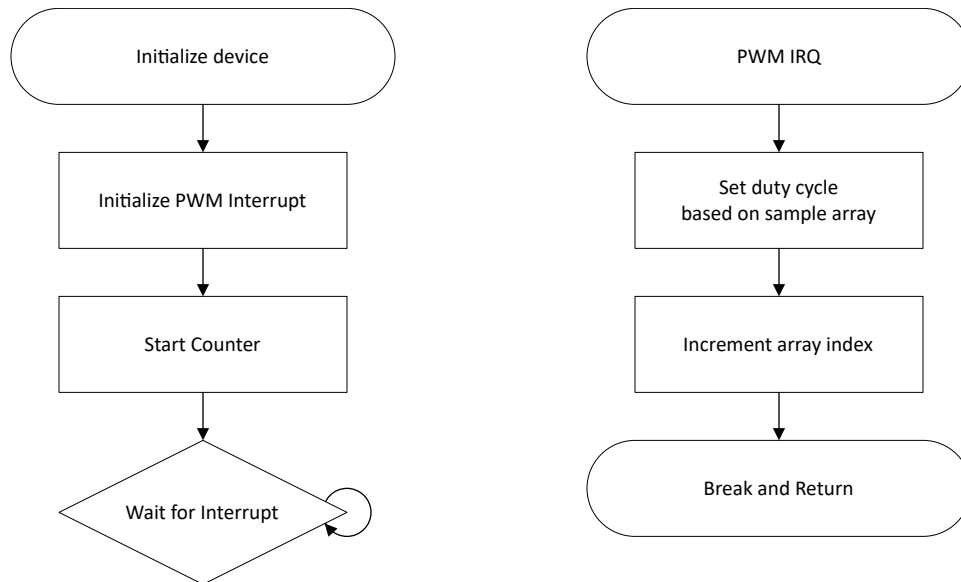 Initialize device
Initialize PWM Interrupt
Start Counter
Wait for Interrupt
PWM IRQ
Set duty cycle
based on sample array
Increment array index
Break and Return